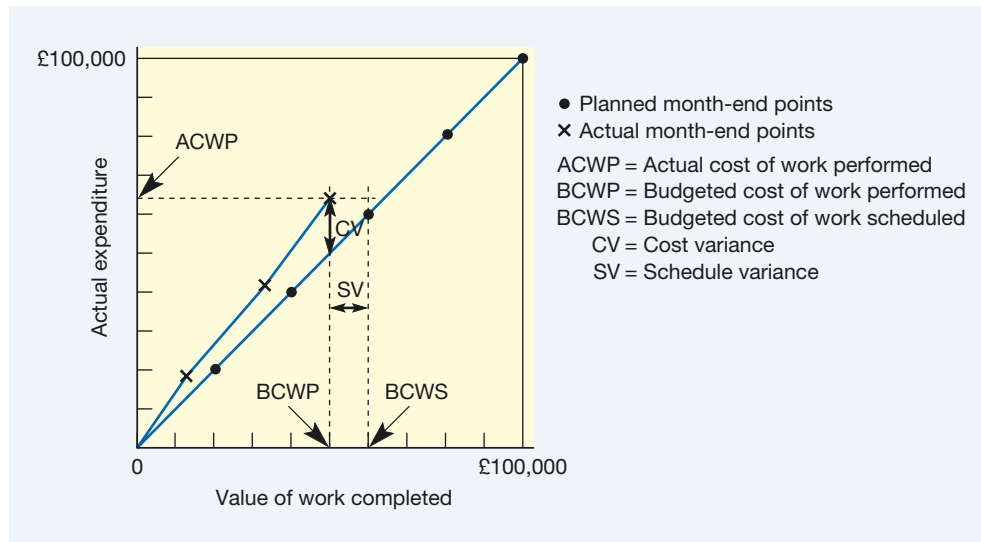 £100,000
ACWP
Actual expenditure
CV
SV
BCWP
BCWS
0
£100,000
Value of work completed
Planned month-end points
Actual month-end points
ACWP = Actual cost of work performed
BCWP = Budgeted cost of work performed
BCWS = Budgeted cost of work scheduled
CV = Cost variance
SV = Schedule variance